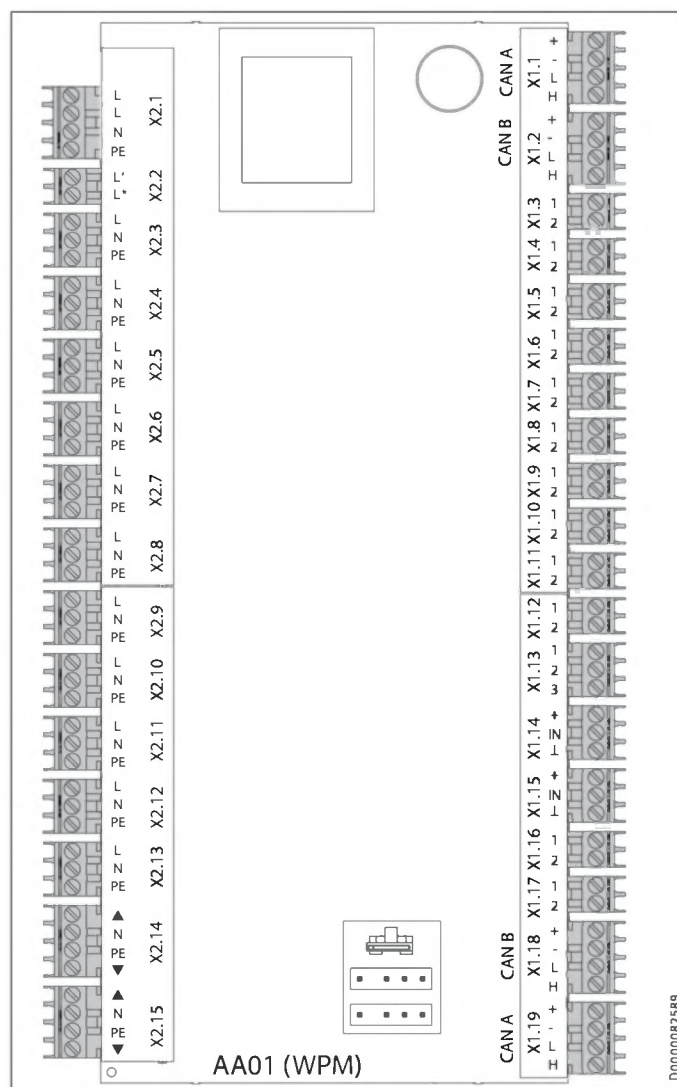 L
L
N
PE
X2.1
L'
L*
X2.2
L
N
PE
X2.3
L
N
PE
X2.4
L
N
PE
X2.5
L
N
PE
X2.6
L
N
PE
X2.7
L
N
PE
X2.8
L
N
PE
X2.9
L
N
PE
X2.10
L
N
PE
X2.11
L
N
PE
X2.12
L
N
PE
X2.13
▲
N
PE
▼
X2.14
▲
N
PE
▼
X2.15
CAN A
X1.1
+
-
L
H
CAN B
X1.2
+
-
L
H
X1.3
1
2
X1.4
1
2
X1.5
1
2
X1.6
1
2
X1.7
1
2
X1.8
1
2
X1.9
1
2
X1.10
1
2
X1.11
1
2
X1.12
1
2
X1.13
1
2
3
X1.14
+
IN
⊥
X1.15
+
IN
⊥
X1.16
1
2
X1.17
1
2
CAN B
X1.18
+
-
L
H
CAN A
X1.19
+
-
L
H
AA01 (WPM)
D0000082589